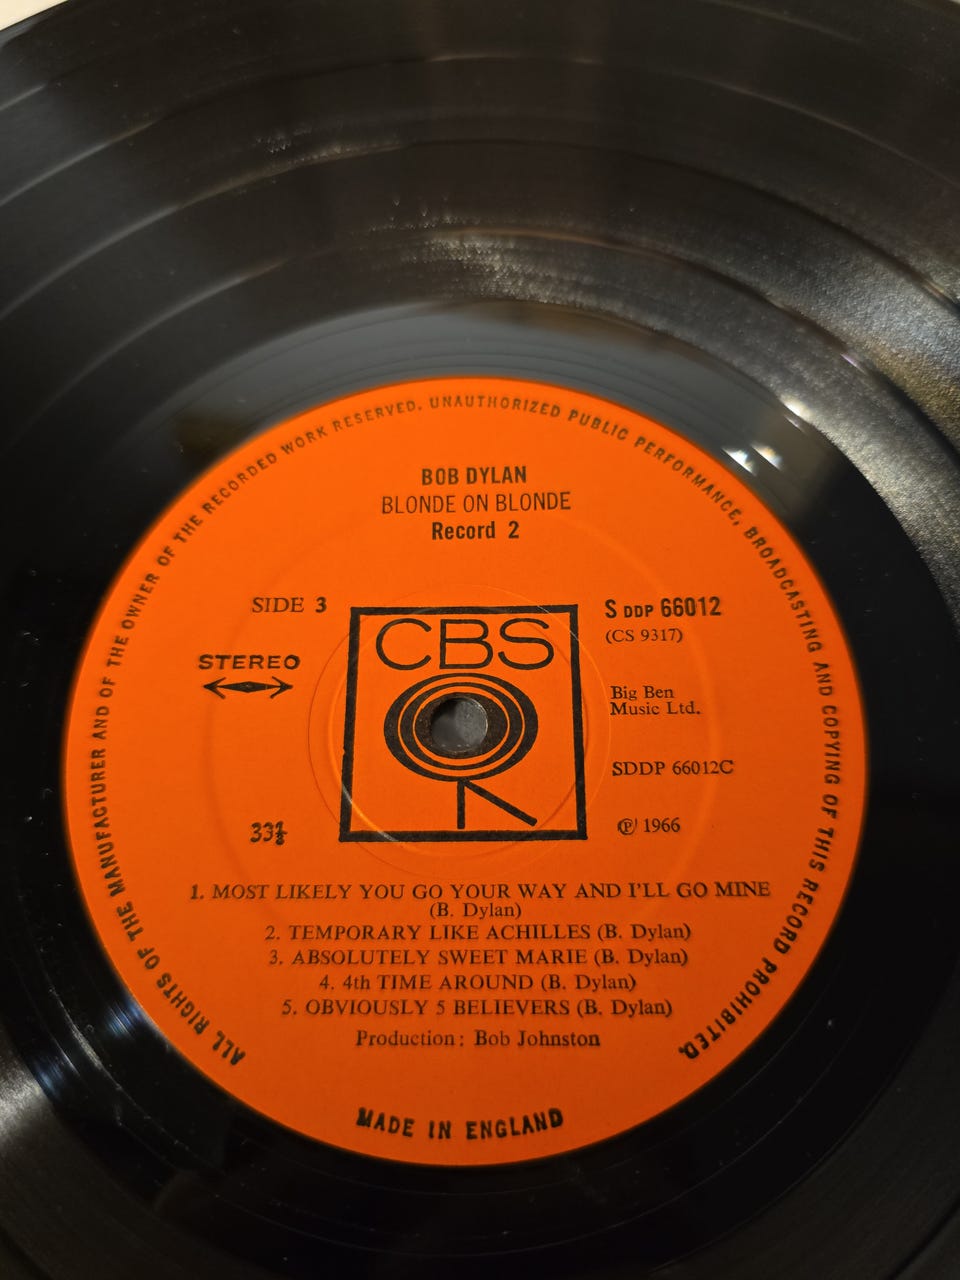 ALL RIGHTS OF THE MANUFACTURER AND OF THE OWNER OF THE RECORDED WORK RESERVED. UNAUTHORIZED PUBLIC PERFORMANCE, BROADCASTING AND COPYING OF THIS RECORD PROHIBITED.
BOB DYLAN
BLONDE ON BLONDE
Record 2
SIDE 3
STEREO
33⅓
CBS
S DDP 66012
(CS 9317)
Big Ben
Music Ltd.
SDDP 66012C
℗ 1966
1. MOST LIKELY YOU GO YOUR WAY AND I'LL GO MINE
(B. Dylan)
2. TEMPORARY LIKE ACHILLES (B. Dylan)
3. ABSOLUTELY SWEET MARIE (B. Dylan)
4. 4th TIME AROUND (B. Dylan)
5. OBVIOUSLY 5 BELIEVERS (B. Dylan)
Production: Bob Johnston
MADE IN ENGLAND